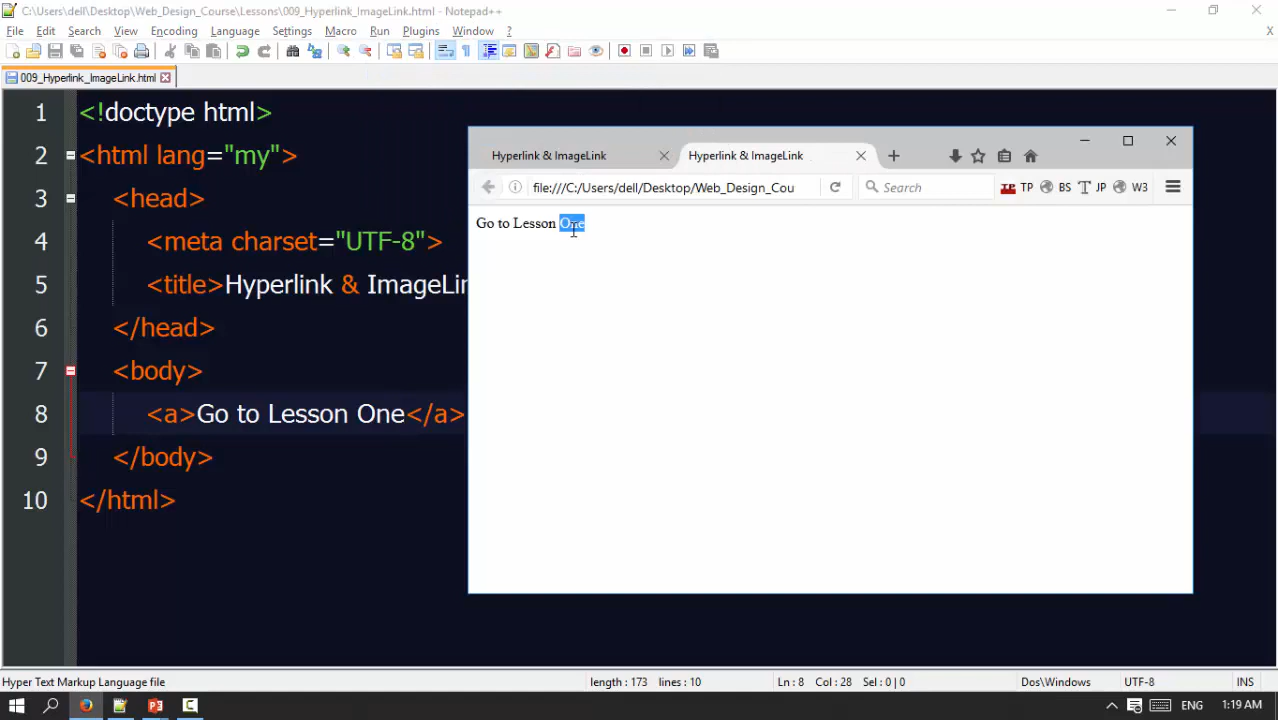 C:\Users\dell\Desktop\Web_Design_Course\Lessons\009_Hyperlink_ImageLink.html - Notepad++
File Edit Search View Encoding Language Settings Macro Run Plugins Window ? X
009_Hyperlink_ImageLink.html
1 <!doctype html>
2 <html lang="my">
3 <head>
4 <meta charset="UTF-8">
5 <title>Hyperlink & ImageLin
6 </head>
7 <body>
8 <a>Go to Lesson One</a>
9 </body>
10 </html>
Hyperlink & ImageLink Hyperlink & ImageLink
file:///C:/Users/dell/Desktop/Web_Design_Cou Search TP BS JP W3
Go to Lesson One
Hyper Text Markup Language file length : 173 lines : 10 Ln : 8 Col : 28 Sel : 0 | 0 Dos\Windows UTF-8 INS
ENG 1:19 AM